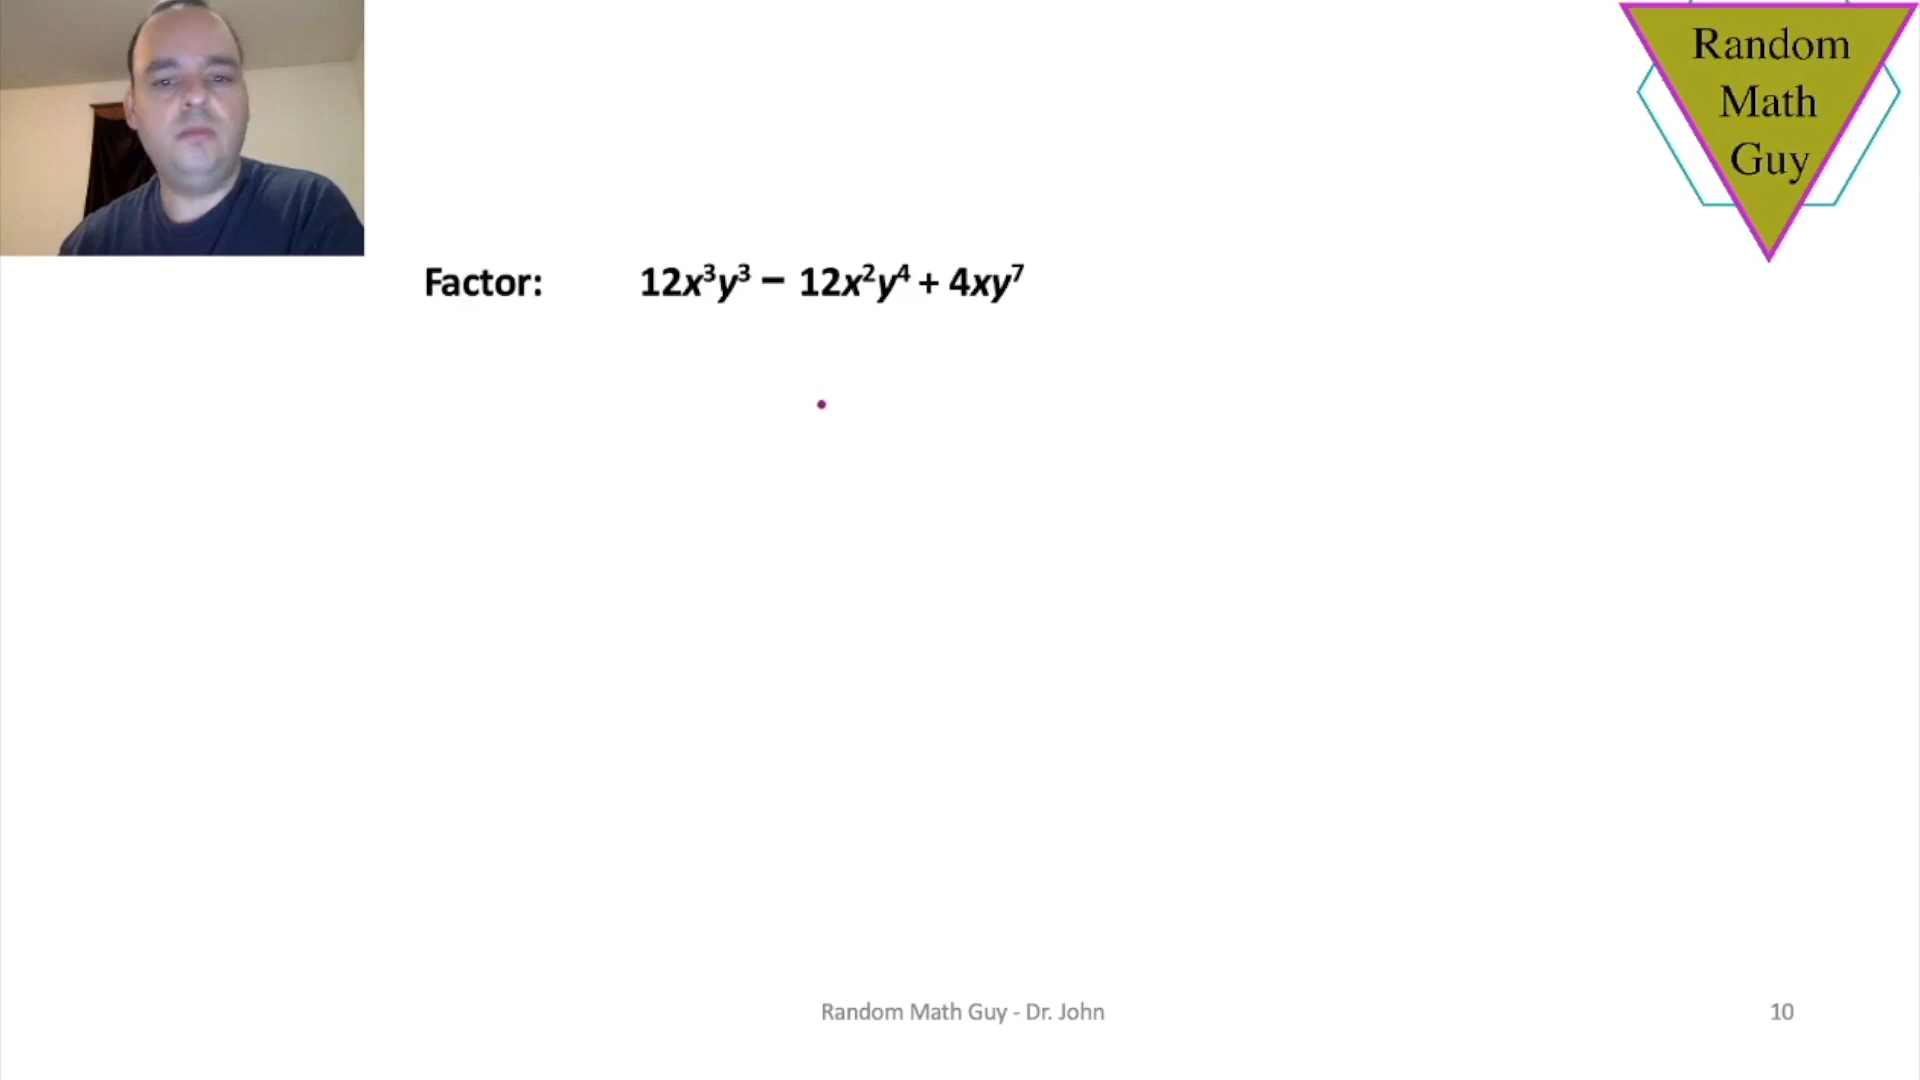 Random
Math
Guy
Factor: 12x³y³ − 12x²y⁴ + 4xy⁷
Random Math Guy - Dr. John
10